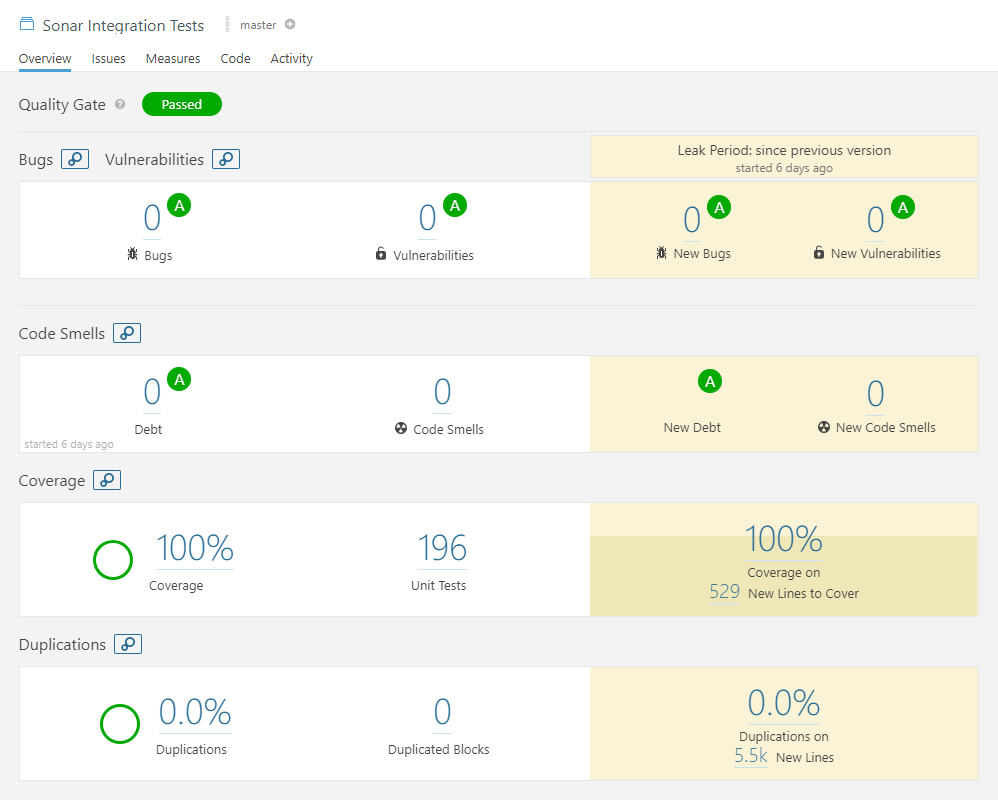 Sonar Integration Tests master
Overview Issues Measures Code Activity
Quality Gate ? Passed
Bugs Vulnerabilities
Leak Period: since previous version
started 6 days ago
0 A
Bugs
0 A
Vulnerabilities
0 A
New Bugs
0 A
New Vulnerabilities
Code Smells
0 A
Debt
started 6 days ago
0
Code Smells
A
New Debt
0
New Code Smells
Coverage
100%
Coverage
196
Unit Tests
100%
Coverage on
529 New Lines to Cover
Duplications
0.0%
Duplications
0
Duplicated Blocks
0.0%
Duplications on
5.5k New Lines